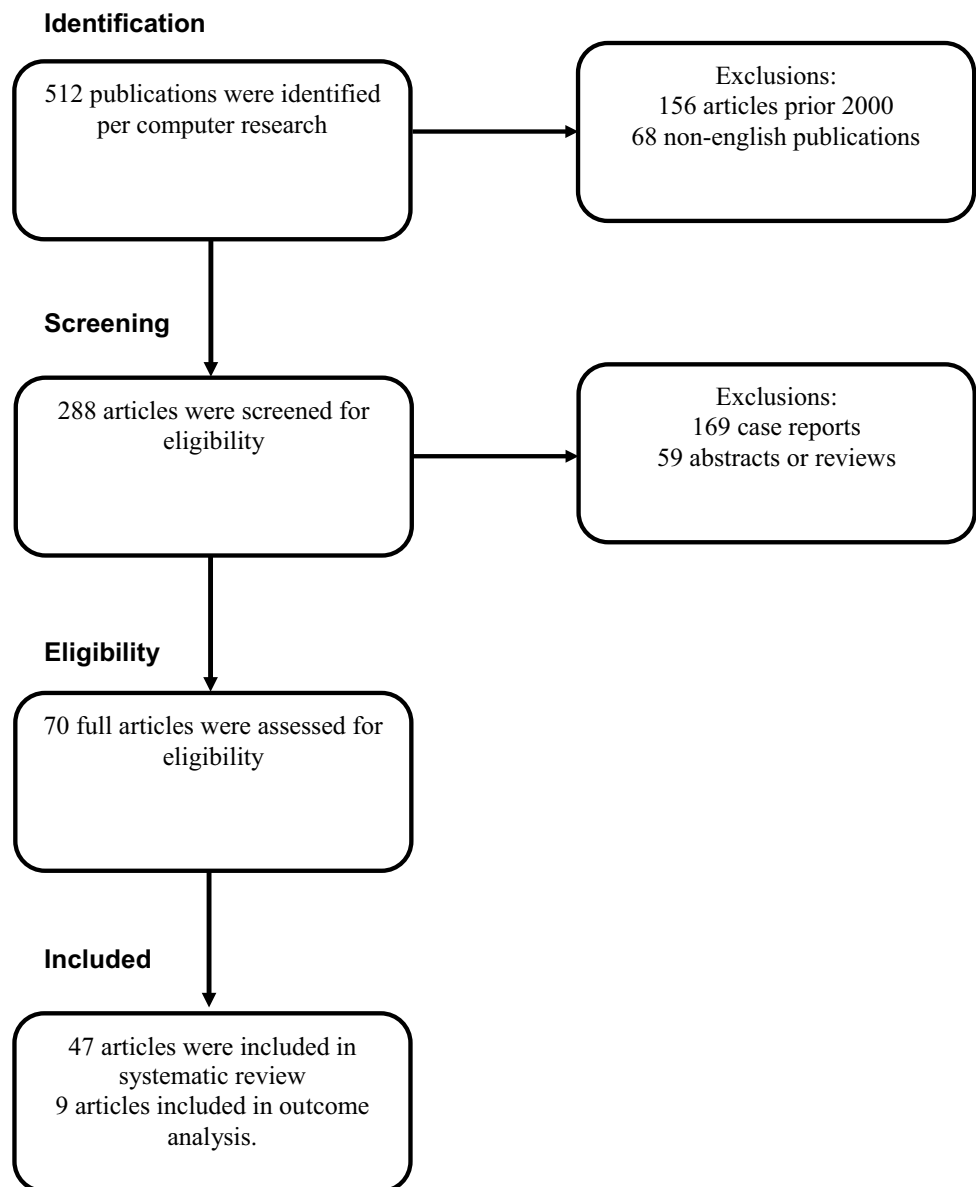 Identification
512 publications were identified
per computer research
Exclusions:
156 articles prior 2000
68 non-english publications
Screening
288 articles were screened for
eligibility
Exclusions:
169 case reports
59 abstracts or reviews
Eligibility
70 full articles were assessed for
eligibility
Included
47 articles were included in
systematic review
9 articles included in outcome
analysis.